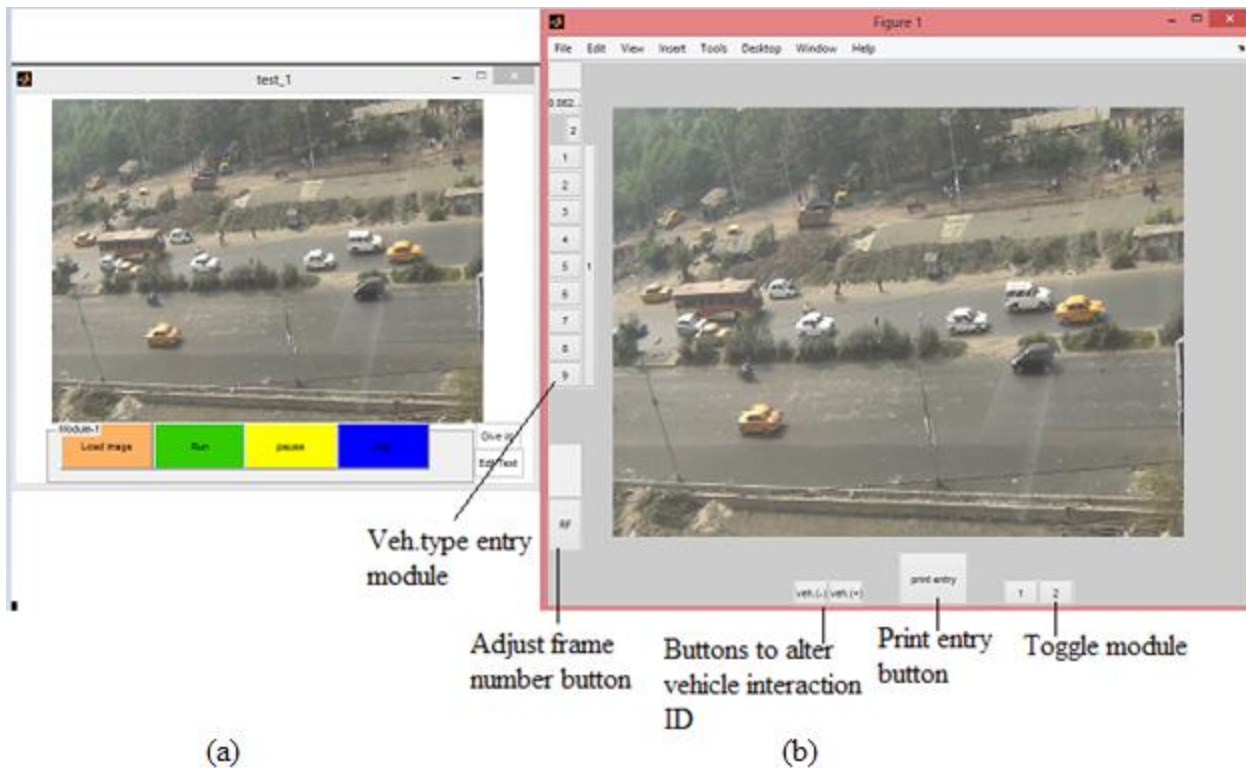 test_1
Module-1
Load image
Run
pause
Edit Text
Figure 1
File Edit View Insert Tools Desktop Window Help
2
1
2
3
4
5
6
7
8
9
1
RF
veh.(-) veh.(+)
print entry
1
2
Veh.type entry
module
Adjust frame
number button
Buttons to alter
vehicle interaction
ID
Print entry
button
Toggle module
(a)
(b)